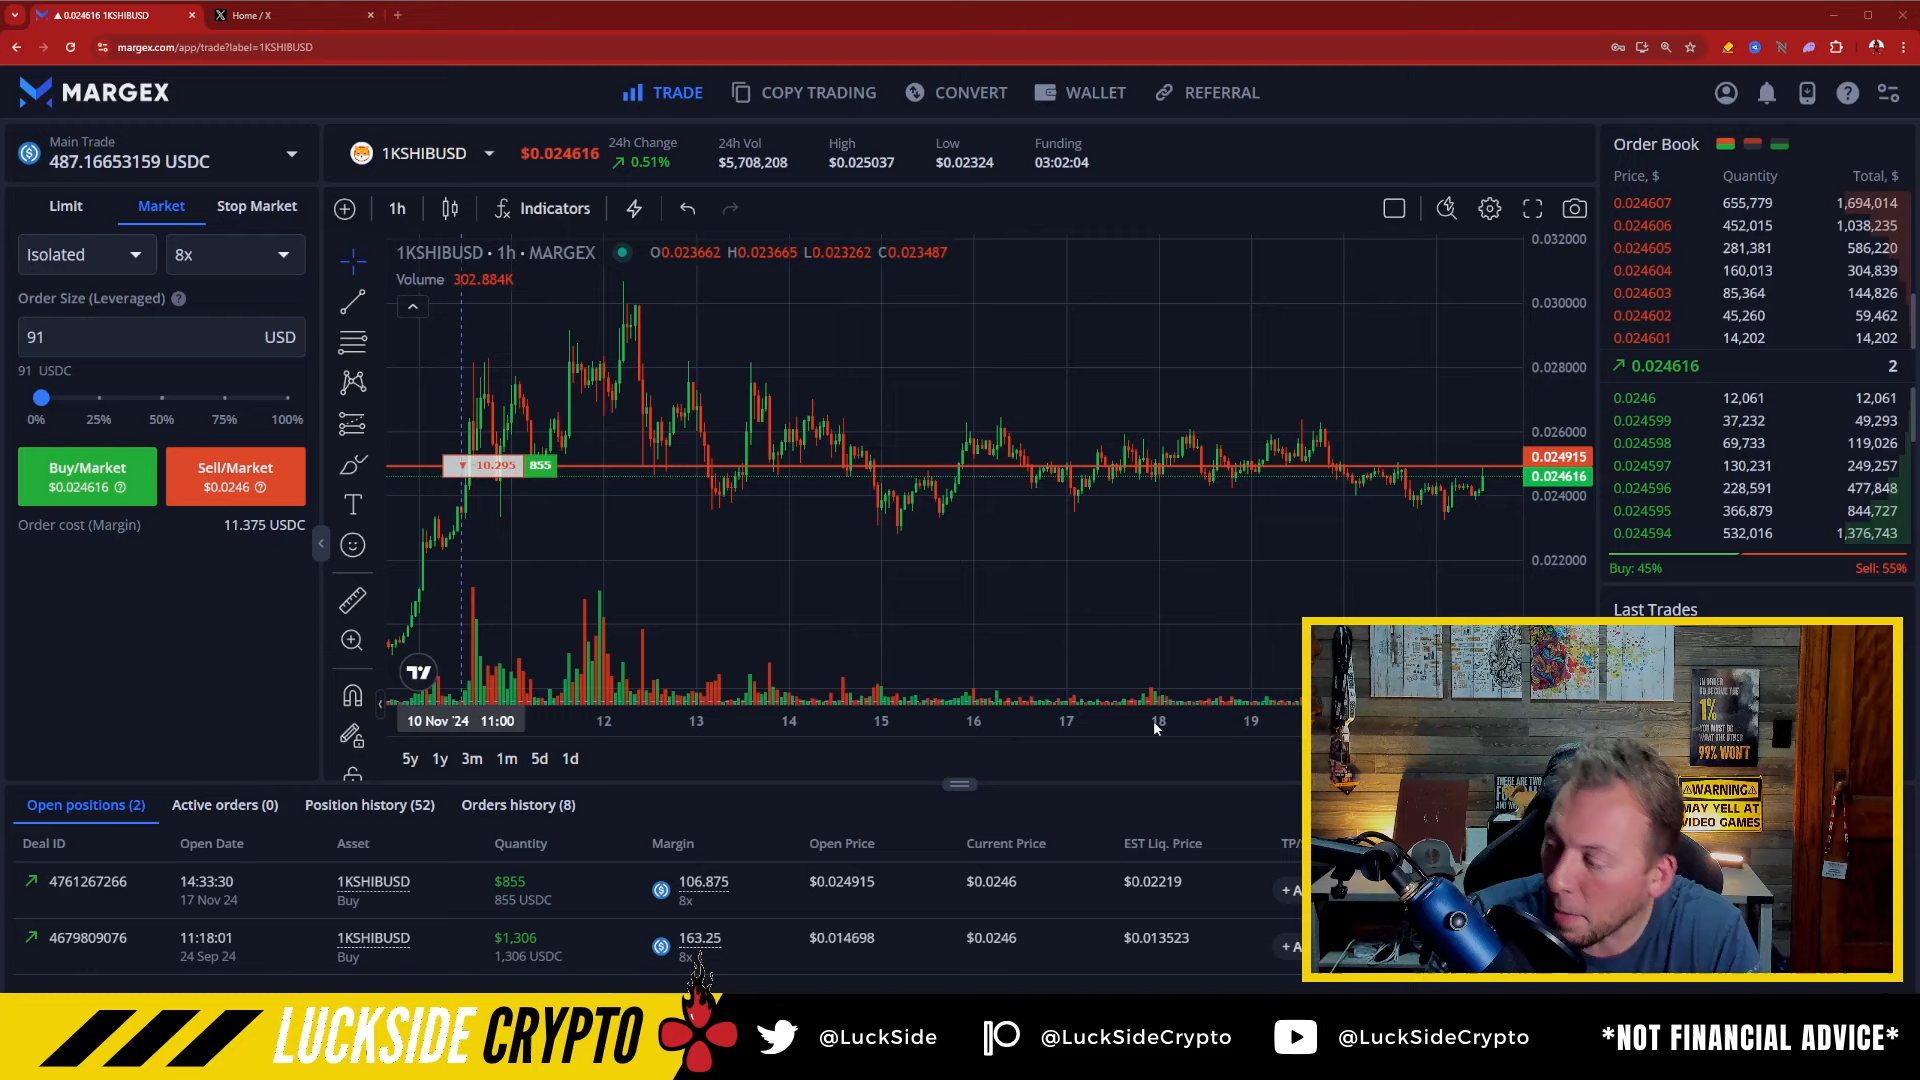 ▲ 0.024616 1KSHIBUSD
Home / X
margex.com/app/trade?label=1KSHIBUSD
MARGEX
TRADE
COPY TRADING
CONVERT
WALLET
REFERRAL
Main Trade
487.16653159 USDC
1KSHIBUSD
$0.024616
24h Change
0.51%
24h Vol
$5,708,208
High
$0.025037
Low
$0.02324
Funding
03:02:04
Limit
Market
Stop Market
Isolated
8x
Order Size (Leveraged)
91
USD
91 USDC
0%
25%
50%
75%
100%
Buy/Market
$0.024616
Sell/Market
$0.0246
Order cost (Margin)
11.375 USDC
1h
Indicators
1KSHIBUSD · 1h · MARGEX
O0.023662 H0.023665 L0.023262 C0.023487
Volume 302.884K
-10.295
855
0.032000
0.030000
0.028000
0.026000
0.024915
0.024616
0.024000
0.022000
10 Nov '24 11:00
12
13
14
15
16
17
18
19
5y
1y
3m
1m
5d
1d
Order Book
Price, $
Quantity
Total, $
0.024607 655,779 1,694,014
0.024606 452,015 1,038,235
0.024605 281,381 586,220
0.024604 160,013 304,839
0.024603 85,364 144,826
0.024602 45,260 59,462
0.024601 14,202 14,202
0.024616 2
0.0246 12,061 12,061
0.024599 37,232 49,293
0.024598 69,733 119,026
0.024597 130,231 249,257
0.024596 228,591 477,848
0.024595 366,879 844,727
0.024594 532,016 1,376,743
Buy: 45%
Sell: 55%
Last Trades
Open positions (2)
Active orders (0)
Position history (52)
Orders history (8)
Deal ID
Open Date
Asset
Quantity
Margin
Open Price
Current Price
EST Liq. Price
TP/
4761267266
14:33:30
17 Nov 24
1KSHIBUSD
Buy
$855
855 USDC
106.875
8x
$0.024915
$0.0246
$0.02219
+ A
4679809076
11:18:01
24 Sep 24
1KSHIBUSD
Buy
$1,306
1,306 USDC
163.25
8x
$0.014698
$0.0246
$0.013523
+ A
1%
99% WON'T
THERE ARE TWO
⚠WARNING⚠
MAY YELL AT
VIDEO GAMES
LUCKSIDE CRYPTO
@LuckSide
@LuckSideCrypto
@LuckSideCrypto
*NOT FINANCIAL ADVICE*